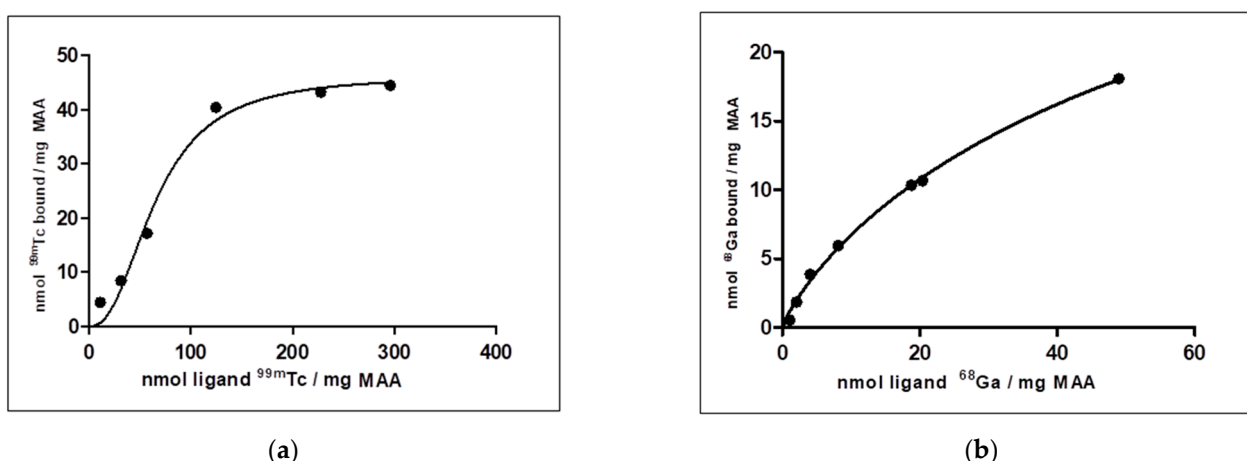 50
40
30
20
10
0
nmol ⁹⁹ᵐTc bound / mg MAA
0 100 200 300 400
nmol ligand ⁹⁹ᵐTc / mg MAA
(a)
20
15
10
5
0
nmol ⁶⁸Ga bound / mg MAA
0 20 40 60
nmol ligand ⁶⁸Ga / mg MAA
(b)